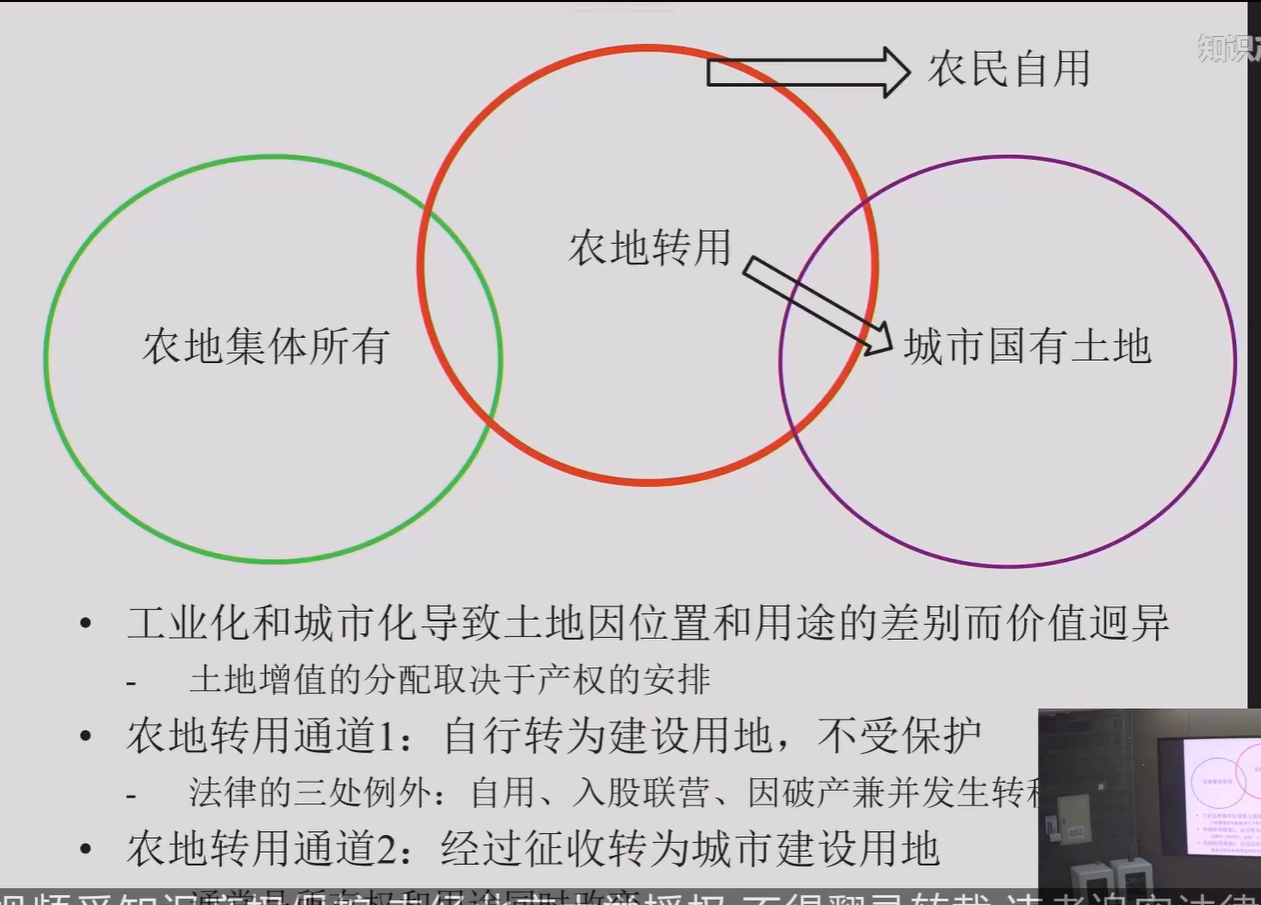 知识
农民自用
农地转用
农地集体所有
城市国有土地
• 工业化和城市化导致土地因位置和用途的差别而价值迥异
- 土地增值的分配取决于产权的安排
• 农地转用通道1：自行转为建设用地，不受保护
- 法律的三处例外：自用、入股联营、因破产兼并发生转移
• 农地转用通道2：经过征收转为城市建设用地